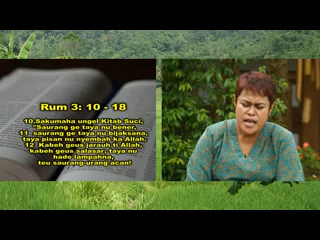 Rum 3: 10 - 18
10.Sakumaha ungel Kitab Suci,
"Saurang ge taya nu bener,
11 saurang ge taya nu bijaksana,
taya pisan nu nyembah ka Allah.
12 Kabeh geus jarauh ti Allah,
kabeh geus salasar; taya nu
hade lampahna,
teu saurang-urang acan!